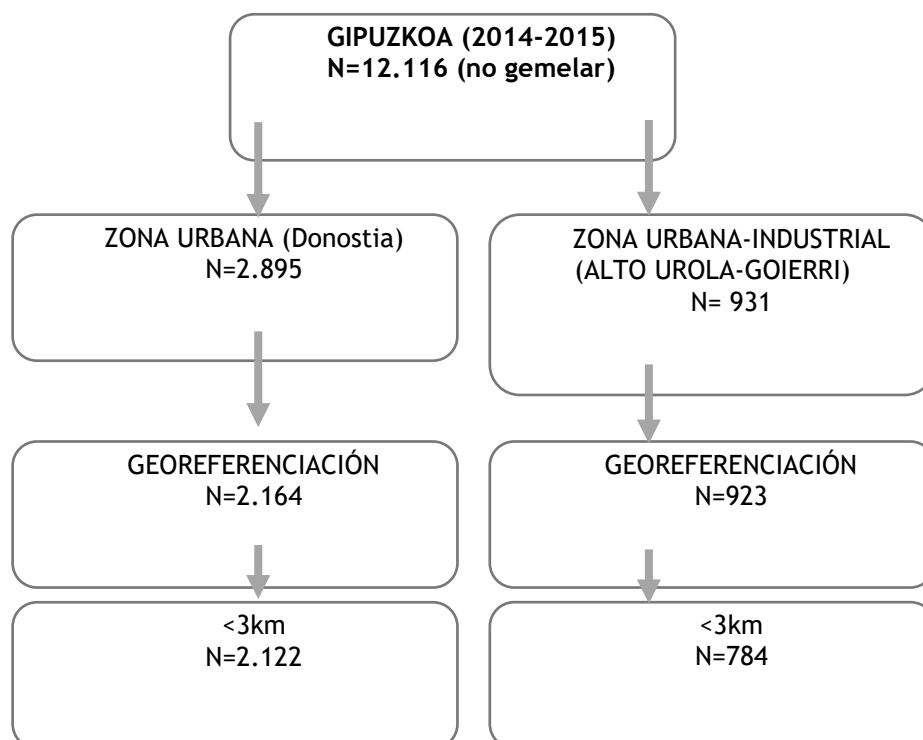 GIPUZKOA (2014-2015)
N=12.116 (no gemelar)
ZONA URBANA (Donostia)
N=2.895
ZONA URBANA-INDUSTRIAL
(ALTO UROLA-GOIERRI)
N= 931
GEOREFERENCIACIÓN
N=2.164
GEOREFERENCIACIÓN
N=923
<3km
N=2.122
<3km
N=784